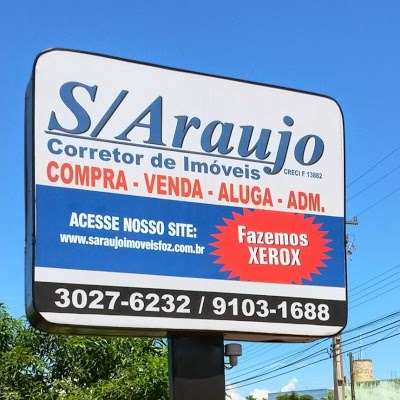 S/Araujo
Corretor de Imóveis
CRECI F 13882
COMPRA - VENDA - ALUGA - ADM.
ACESSE NOSSO SITE:
www.saraujoimoveisfoz.com.br
Fazemos
XEROX
3027-6232 / 9103-1688